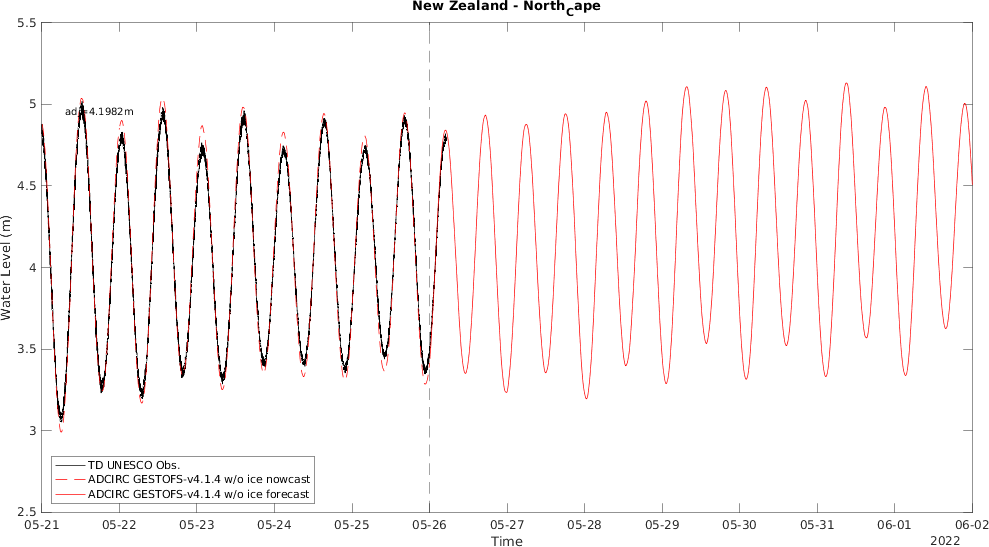 New Zealand - NorthCape
5.5
5
4.5
4
3.5
3
2.5
Water Level (m)
adj=4.1982m
TD UNESCO Obs.
ADCIRC GESTOFS-v4.1.4 w/o ice nowcast
ADCIRC GESTOFS-v4.1.4 w/o ice forecast
05-21 05-22 05-23 05-24 05-25 05-26 05-27 05-28 05-29 05-30 05-31 06-01 06-02
Time
2022